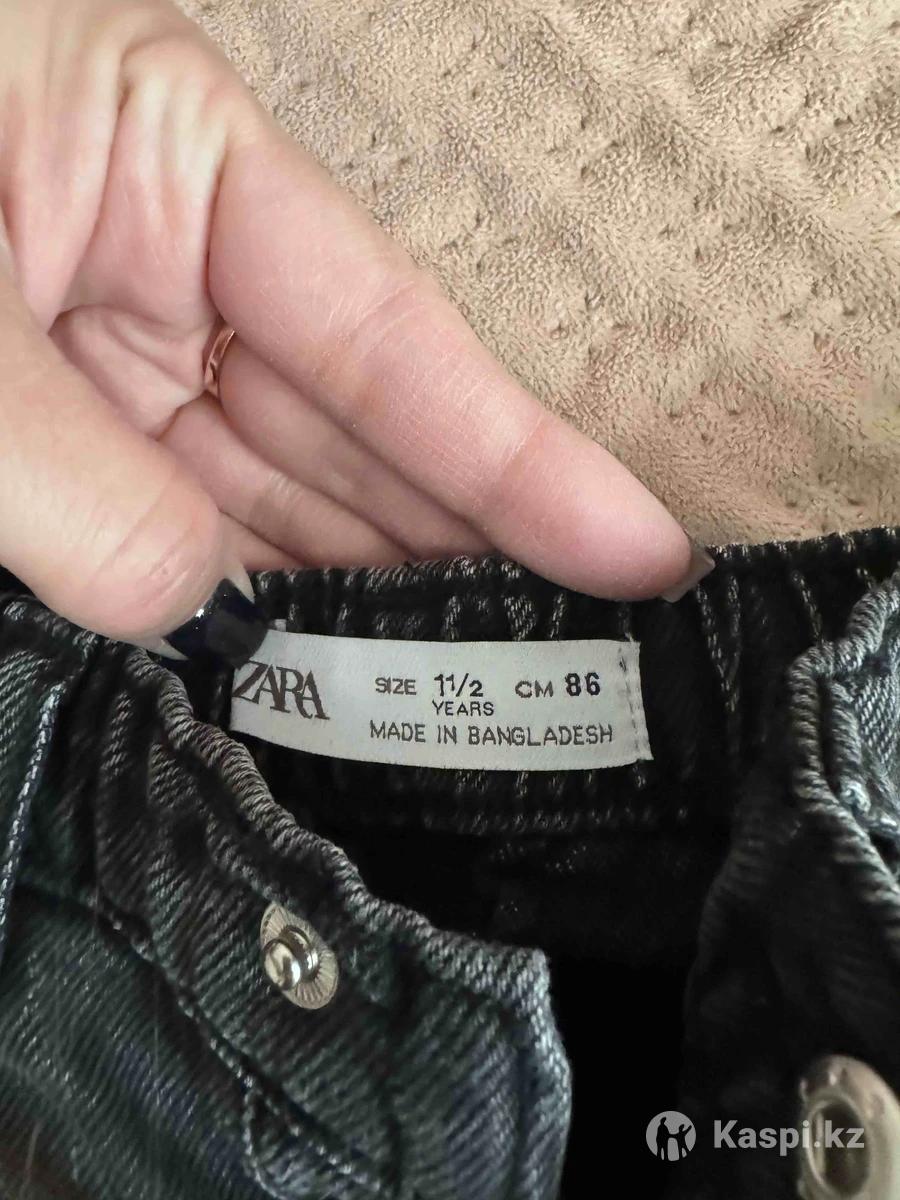 ZARA
SIZE 11/2 CM 86
YEARS
MADE IN BANGLADESH
Kaspi.kz